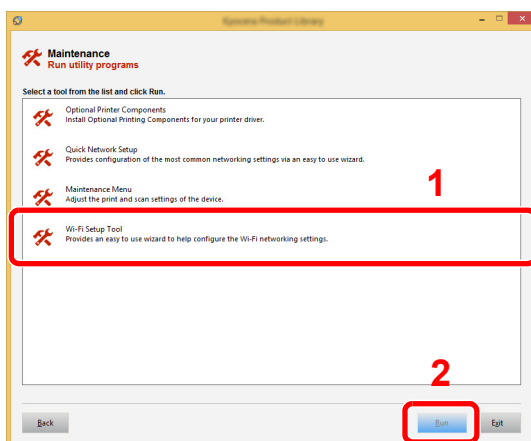 Kyocera Product Library
Maintenance
Run utility programs
Select a tool from the list and click Run.
Optional Printer Components
Install Optional Printing Components for your printer driver.
Quick Network Setup
Provides configuration of the most common networking settings via an easy to use wizard.
1
Maintenance Menu
Adjust the print and scan settings of the device.
Wi-Fi Setup Tool
Provides an easy to use wizard to help configure the Wi-Fi networking settings.
2
Back
Run
Exit